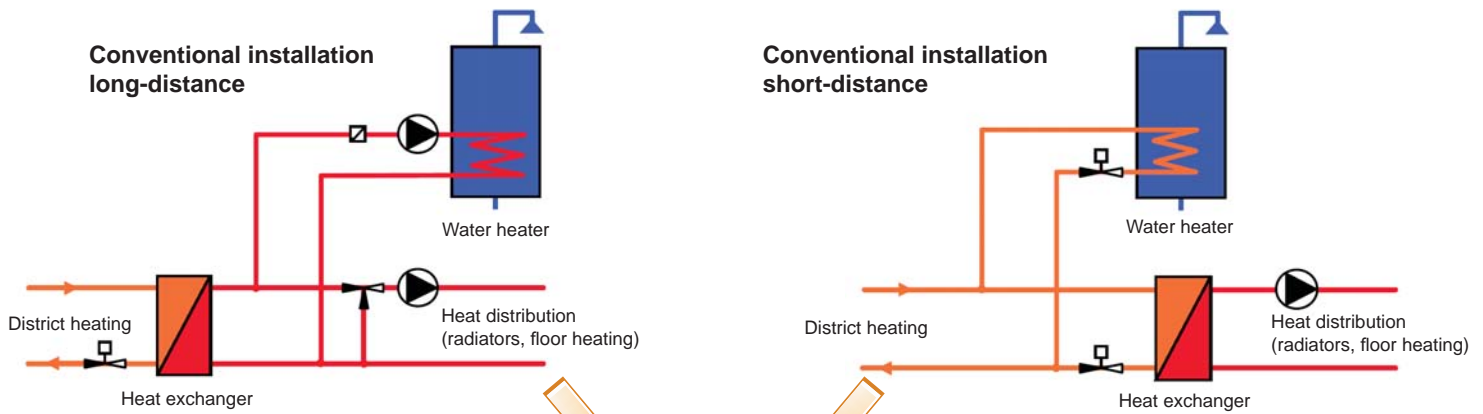 Conventional installation
long-distance
Water heater
District heating
Heat distribution
(radiators, floor heating)
Heat exchanger
Conventional installation
short-distance
Water heater
District heating
Heat distribution
(radiators, floor heating)
Heat exchanger